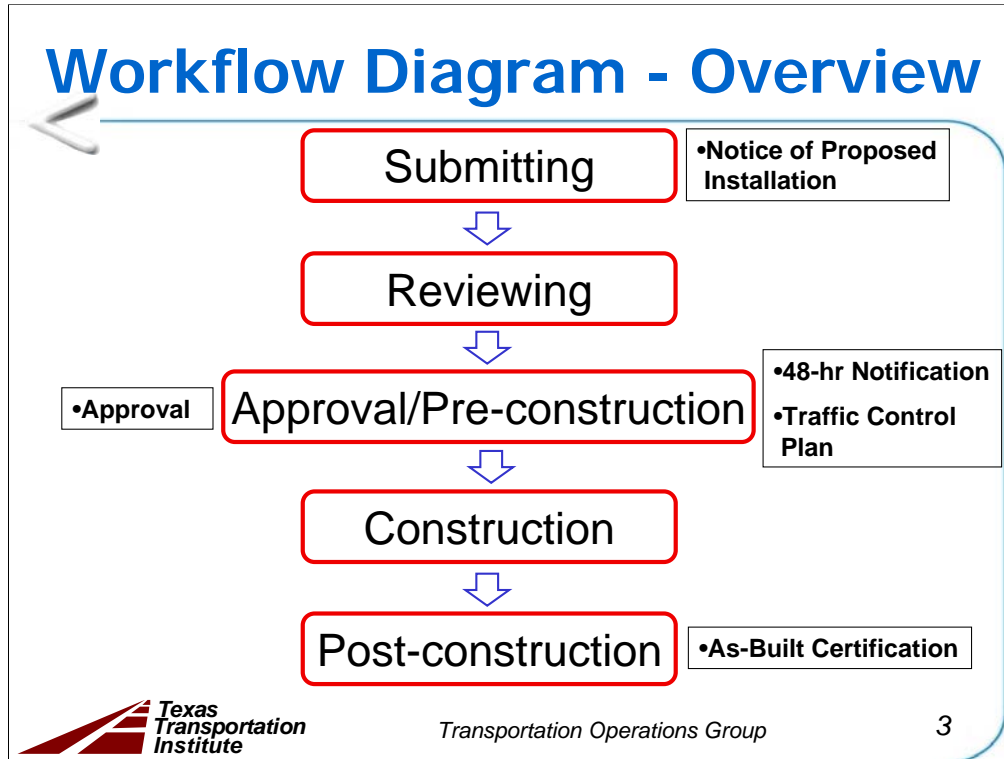 Workflow Diagram - Overview
Submitting
•Notice of Proposed
Installation
Reviewing
•Approval
Approval/Pre-construction
•48-hr Notification
•Traffic Control
Plan
Construction
Post-construction
•As-Built Certification
Texas
Transportation
Institute
Transportation Operations Group
3